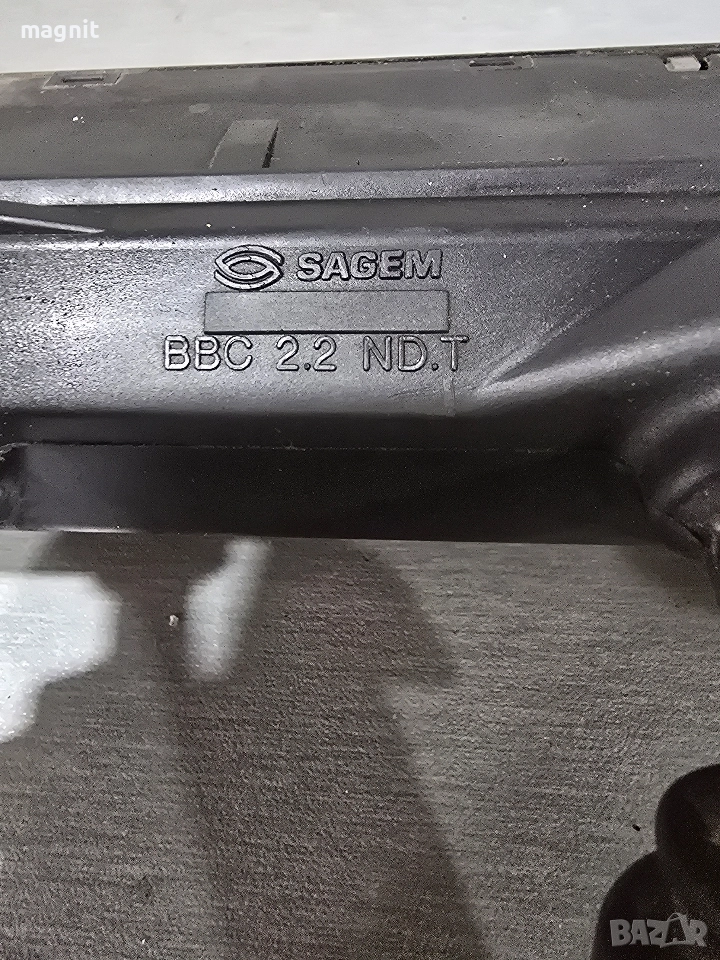 magnit
SAGEM
BBC 2.2 ND.T
BAZAR